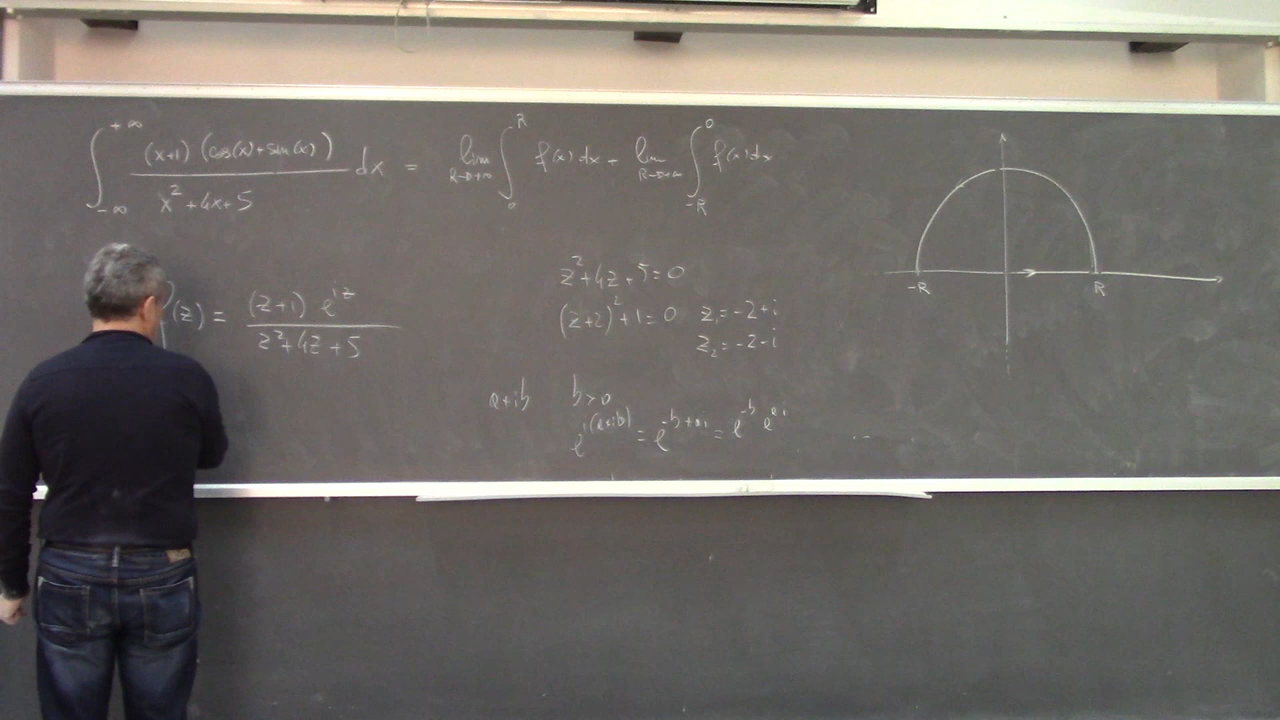 ∫_{-∞}^{+∞} (x+1)(cos(x)+sin(x)) / (x²+4x+5) dx = lim_{R→+∞} ∫_0^R f(x)dx + lim_{R→+∞} ∫_{-R}^0 f(x)dx
(z) = (z+1) e^{iz} / (z²+4z+5)
z²+4z+5=0
(z+2)²+1=0 z₁=-2+i
z₂=-2-i
a+ib b>0
e^{i(a+ib)} = e^{-b+ai} = e^{-b} e^{ai}
-R R